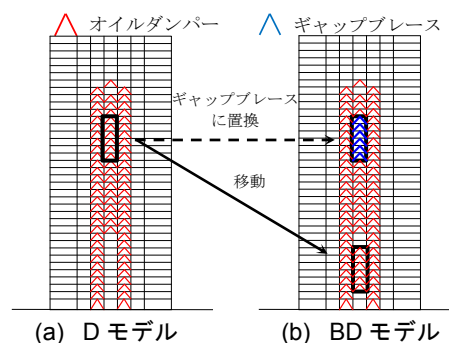 オイルダンパー
ギャップブレース
ギャップブレース
に置換
移動
(a) D モデル
(b) BD モデル